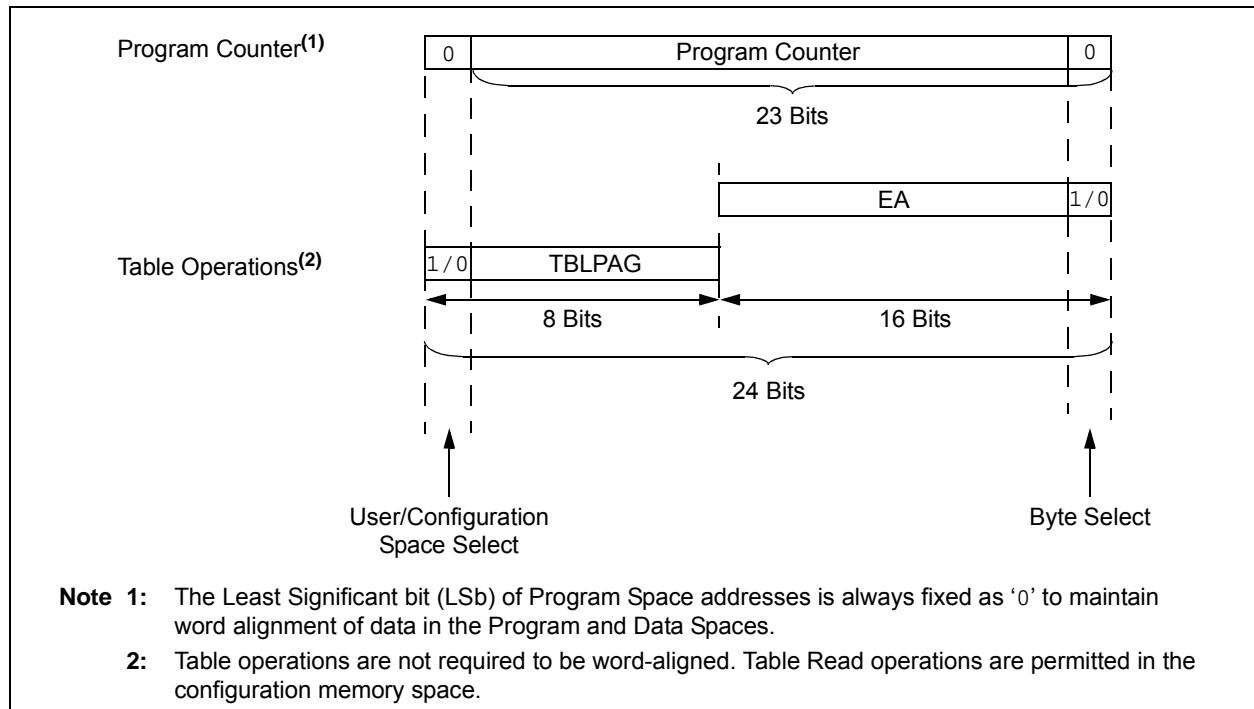 Program Counter(1)
0 Program Counter 0
23 Bits
EA 1/0
Table Operations(2)
1/0 TBLPAG
8 Bits 16 Bits
24 Bits
User/Configuration
Space Select
Byte Select
Note 1: The Least Significant bit (LSb) of Program Space addresses is always fixed as ‘0’ to maintain
word alignment of data in the Program and Data Spaces.
2: Table operations are not required to be word-aligned. Table Read operations are permitted in the
configuration memory space.